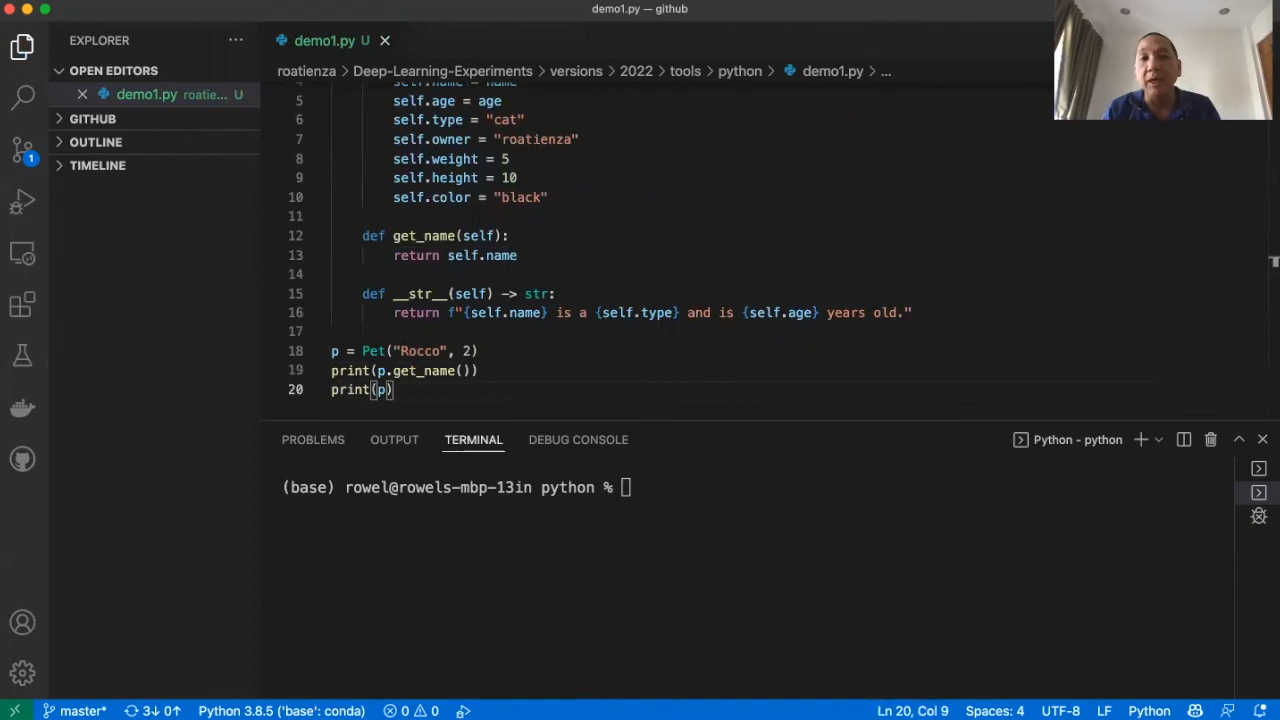 demo1.py — github
EXPLORER
demo1.py U
OPEN EDITORS
demo1.py roatie... U
GITHUB
OUTLINE
TIMELINE
1
roatienza > Deep-Learning-Experiments > versions > 2022 > tools > python > demo1.py > ...
4 self.name = name
5 self.age = age
6 self.type = "cat"
7 self.owner = "roatienza"
8 self.weight = 5
9 self.height = 10
10 self.color = "black"
11
12 def get_name(self):
13 return self.name
14
15 def __str__(self) -> str:
16 return f"{self.name} is a {self.type} and is {self.age} years old."
17
18 p = Pet("Rocco", 2)
19 print(p.get_name())
20 print(p)
PROBLEMS OUTPUT TERMINAL DEBUG CONSOLE
Python - python
(base) rowel@rowels-mbp-13in python %
master* 3↓ 0↑ Python 3.8.5 ('base': conda) 0 0 Ln 20, Col 9 Spaces: 4 UTF-8 LF Python